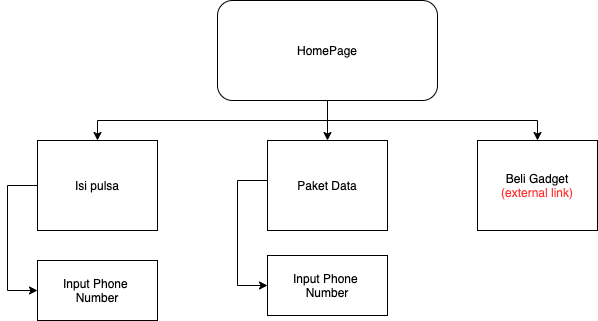 HomePage
Isi pulsa
Paket Data
Beli Gadget
(external link)
Input Phone
Number
Input Phone
Number